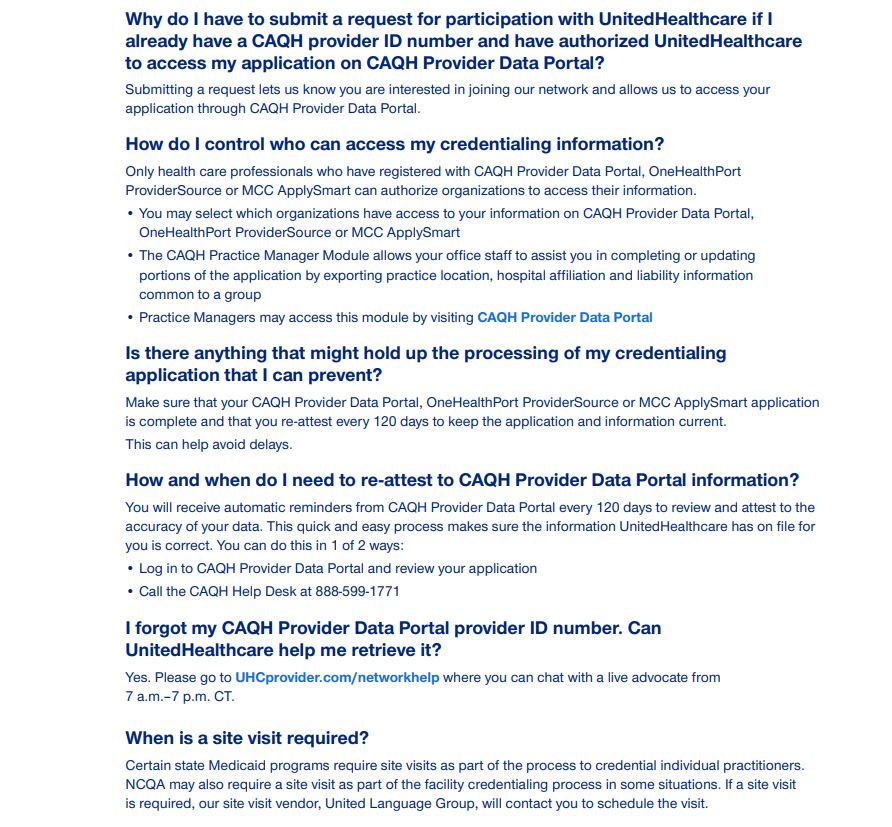 Why do I have to submit a request for participation with UnitedHealthcare if I
already have a CAQH provider ID number and have authorized UnitedHealthcare
to access my application on CAQH Provider Data Portal?
Submitting a request lets us know you are interested in joining our network and allows us to access your
application through CAQH Provider Data Portal.
How do I control who can access my credentialing information?
Only health care professionals who have registered with CAQH Provider Data Portal, OneHealthPort
ProviderSource or MCC ApplySmart can authorize organizations to access their information.
• You may select which organizations have access to your information on CAQH Provider Data Portal,
OneHealthPort ProviderSource or MCC ApplySmart
• The CAQH Practice Manager Module allows your office staff to assist you in completing or updating
portions of the application by exporting practice location, hospital affiliation and liability information
common to a group
• Practice Managers may access this module by visiting CAQH Provider Data Portal
Is there anything that might hold up the processing of my credentialing
application that I can prevent?
Make sure that your CAQH Provider Data Portal, OneHealthPort ProviderSource or MCC ApplySmart application
is complete and that you re-attest every 120 days to keep the application and information current.
This can help avoid delays.
How and when do I need to re-attest to CAQH Provider Data Portal information?
You will receive automatic reminders from CAQH Provider Data Portal every 120 days to review and attest to the
accuracy of your data. This quick and easy process makes sure the information UnitedHealthcare has on file for
you is correct. You can do this in 1 of 2 ways:
• Log in to CAQH Provider Data Portal and review your application
• Call the CAQH Help Desk at 888-599-1771
I forgot my CAQH Provider Data Portal provider ID number. Can
UnitedHealthcare help me retrieve it?
Yes. Please go to UHCprovider.com/networkhelp where you can chat with a live advocate from
7 a.m.–7 p.m. CT.
When is a site visit required?
Certain state Medicaid programs require site visits as part of the process to credential individual practitioners.
NCQA may also require a site visit as part of the facility credentialing process in some situations. If a site visit
is required, our site visit vendor, United Language Group, will contact you to schedule the visit.